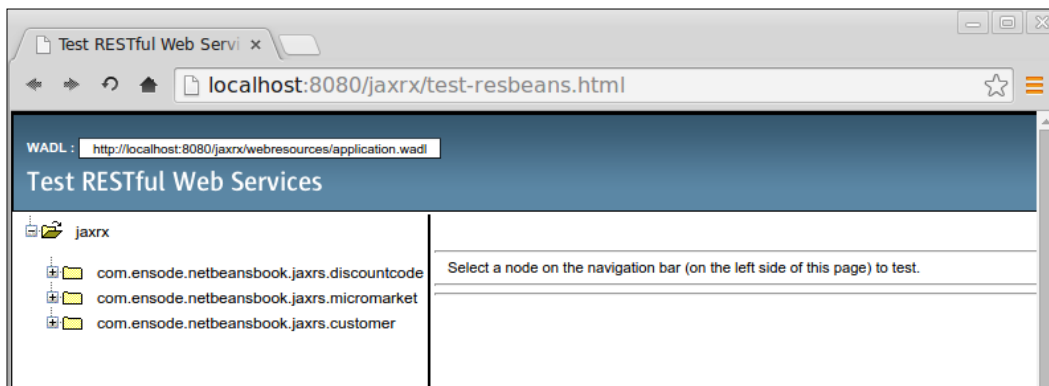 Test RESTful Web Servi
localhost:8080/jaxrx/test-resbeans.html
WADL : http://localhost:8080/jaxrx/webresources/application.wadl
Test RESTful Web Services
jaxrx
com.ensode.netbeansbook.jaxrs.discountcode
com.ensode.netbeansbook.jaxrs.micromarket
com.ensode.netbeansbook.jaxrs.customer
Select a node on the navigation bar (on the left side of this page) to test.